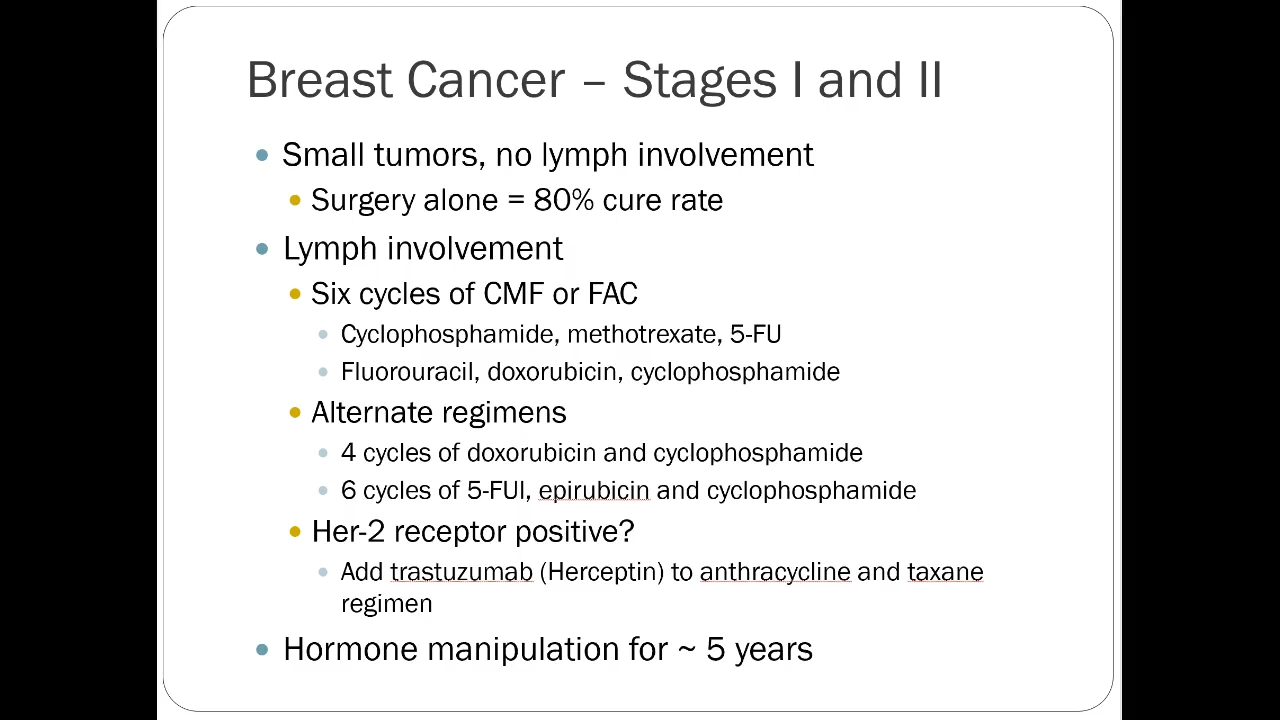 Breast Cancer – Stages I and II
Small tumors, no lymph involvement
Surgery alone = 80% cure rate
Lymph involvement
Six cycles of CMF or FAC
Cyclophosphamide, methotrexate, 5-FU
Fluorouracil, doxorubicin, cyclophosphamide
Alternate regimens
4 cycles of doxorubicin and cyclophosphamide
6 cycles of 5-FUI, epirubicin and cyclophosphamide
Her-2 receptor positive?
Add trastuzumab (Herceptin) to anthracycline and taxane
regimen
Hormone manipulation for ~ 5 years